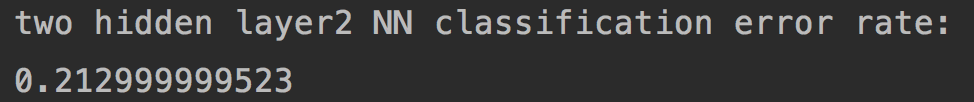 two hidden layer2 NN classification error rate:
0.212999999523